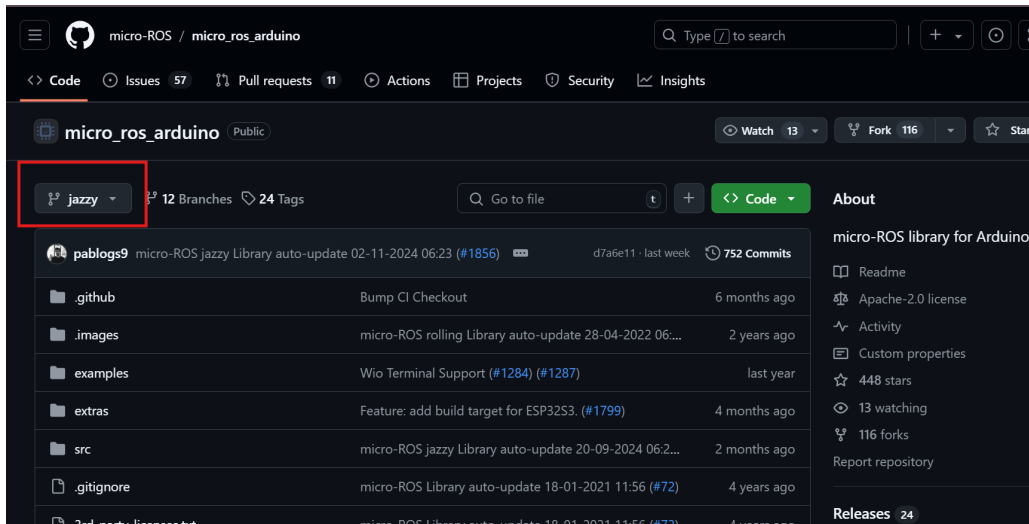 micro-ROS / micro_ros_arduino
Type / to search
Code Issues 57 Pull requests 11 Actions Projects Security Insights
micro_ros_arduino Public
Watch 13 Fork 116
jazzy 12 Branches 24 Tags
Go to file t
Code
pablogs9 micro-ROS jazzy Library auto-update 02-11-2024 06:23 (#1856) d7a6e11 · last week 752 Commits
.github Bump CI Checkout 6 months ago
.images micro-ROS rolling Library auto-update 28-04-2022 06:... 2 years ago
examples Wio Terminal Support (#1284) (#1287) last year
extras Feature: add build target for ESP32S3. (#1799) 4 months ago
src micro-ROS jazzy Library auto-update 20-09-2024 06:2... 2 months ago
.gitignore micro-ROS Library auto-update 18-01-2021 11:56 (#72) 4 years ago
About
micro-ROS library for Arduino
Readme
Apache-2.0 license
Activity
Custom properties
448 stars
13 watching
116 forks
Report repository
Releases 24